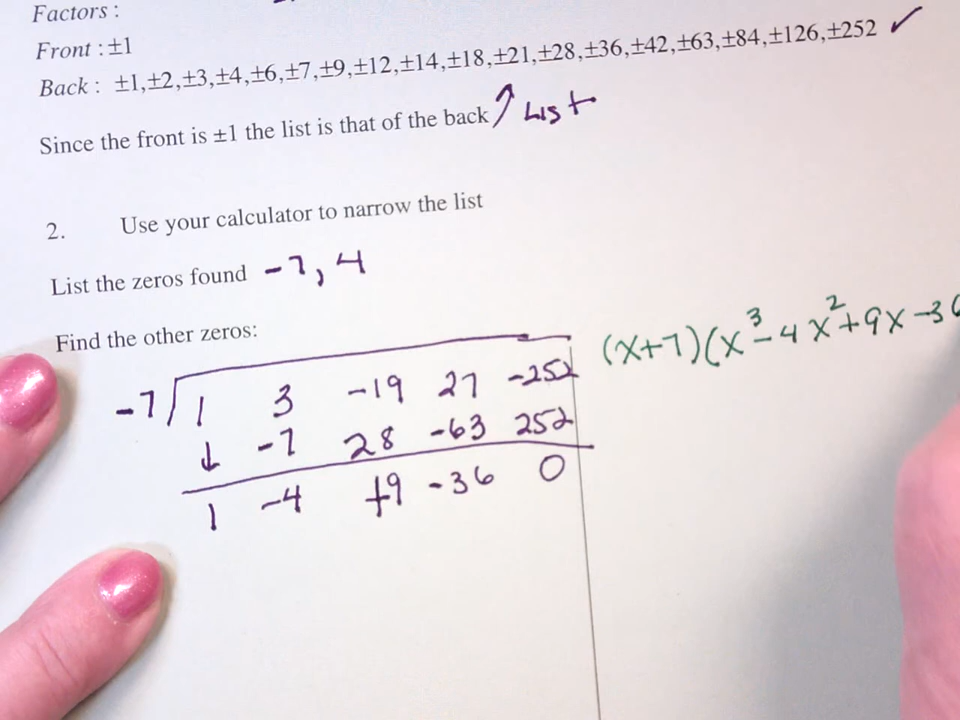 Factors :
Front : ±1
Back : ±1,±2,±3,±4,±6,±7,±9,±12,±14,±18,±21,±28,±36,±42,±63,±84,±126,±252 ✓
Since the front is ±1 the list is that of the back ↑ List
2. Use your calculator to narrow the list
List the zeros found -7, 4
Find the other zeros:
(x+7)(x³-4x²+9x-36
-7 1 3 -19 27 -252
↓ -7 28 -63 252
1 -4 +9 -36 0